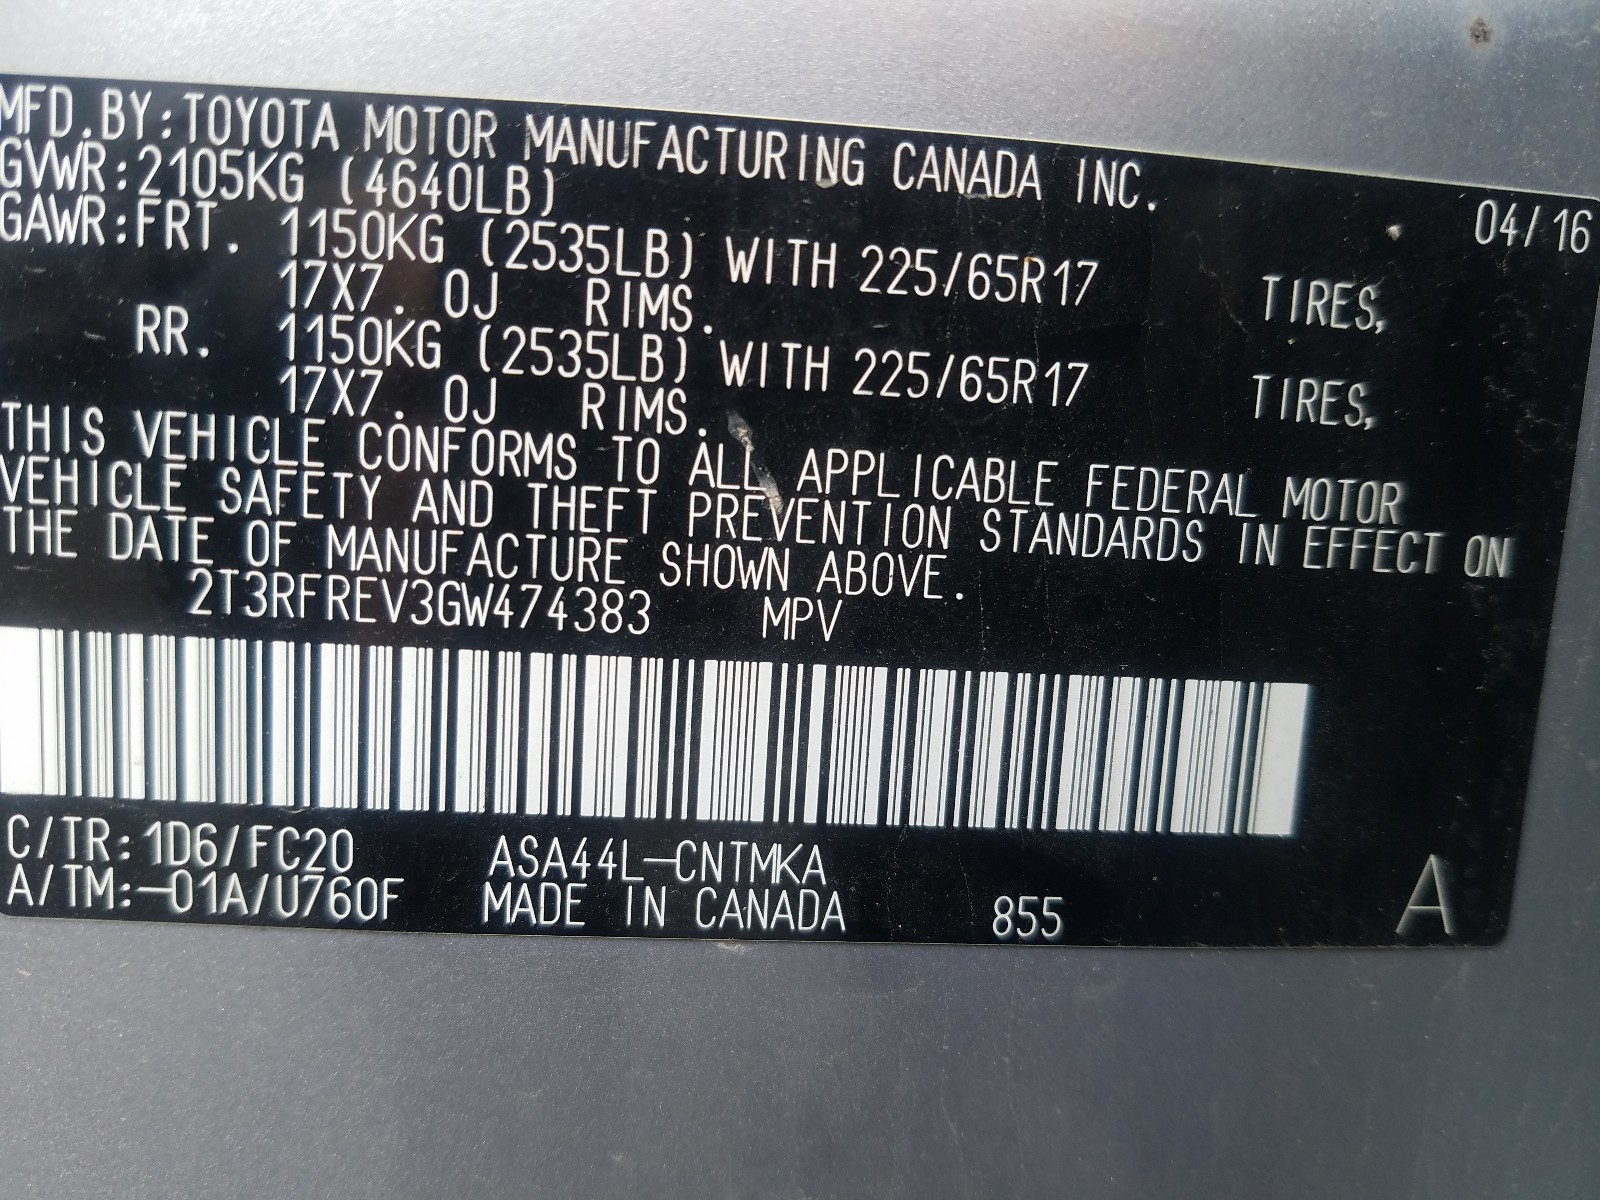 MFD.BY:TOYOTA MOTOR MANUFACTURING CANADA INC. 04/16
GVWR:2105KG (4640LB)
GAWR:FRT. 1150KG (2535LB) WITH 225/65R17 TIRES,
17X7.0J RIMS.
RR. 1150KG (2535LB) WITH 225/65R17 TIRES,
17X7.0J RIMS.
THIS VEHICLE CONFORMS TO ALL APPLICABLE FEDERAL MOTOR
VEHICLE SAFETY AND THEFT PREVENTION STANDARDS IN EFFECT ON
THE DATE OF MANUFACTURE SHOWN ABOVE.
2T3RFREV3GW474383 MPV
C/TR:1D6/FC20 ASA44L-CNTMKA
A/TM:-01A/U760F MADE IN CANADA 855 A